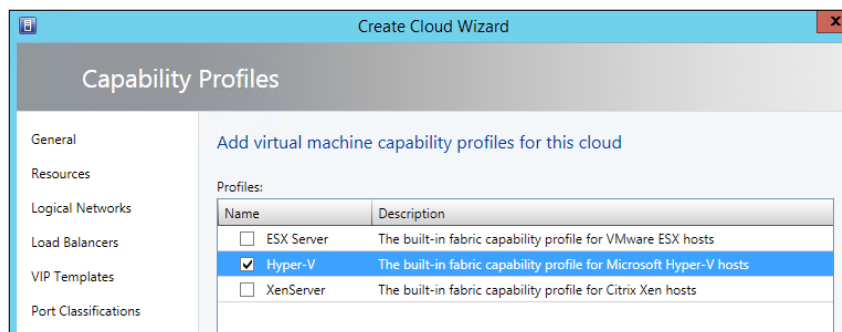 Create Cloud Wizard
x
Capability Profiles
General
Resources
Logical Networks
Load Balancers
VIP Templates
Port Classifications
Add virtual machine capability profiles for this cloud
Profiles:
Name Description
ESX Server The built-in fabric capability profile for VMware ESX hosts
Hyper-V The built-in fabric capability profile for Microsoft Hyper-V hosts
XenServer The built-in fabric capability profile for Citrix Xen hosts